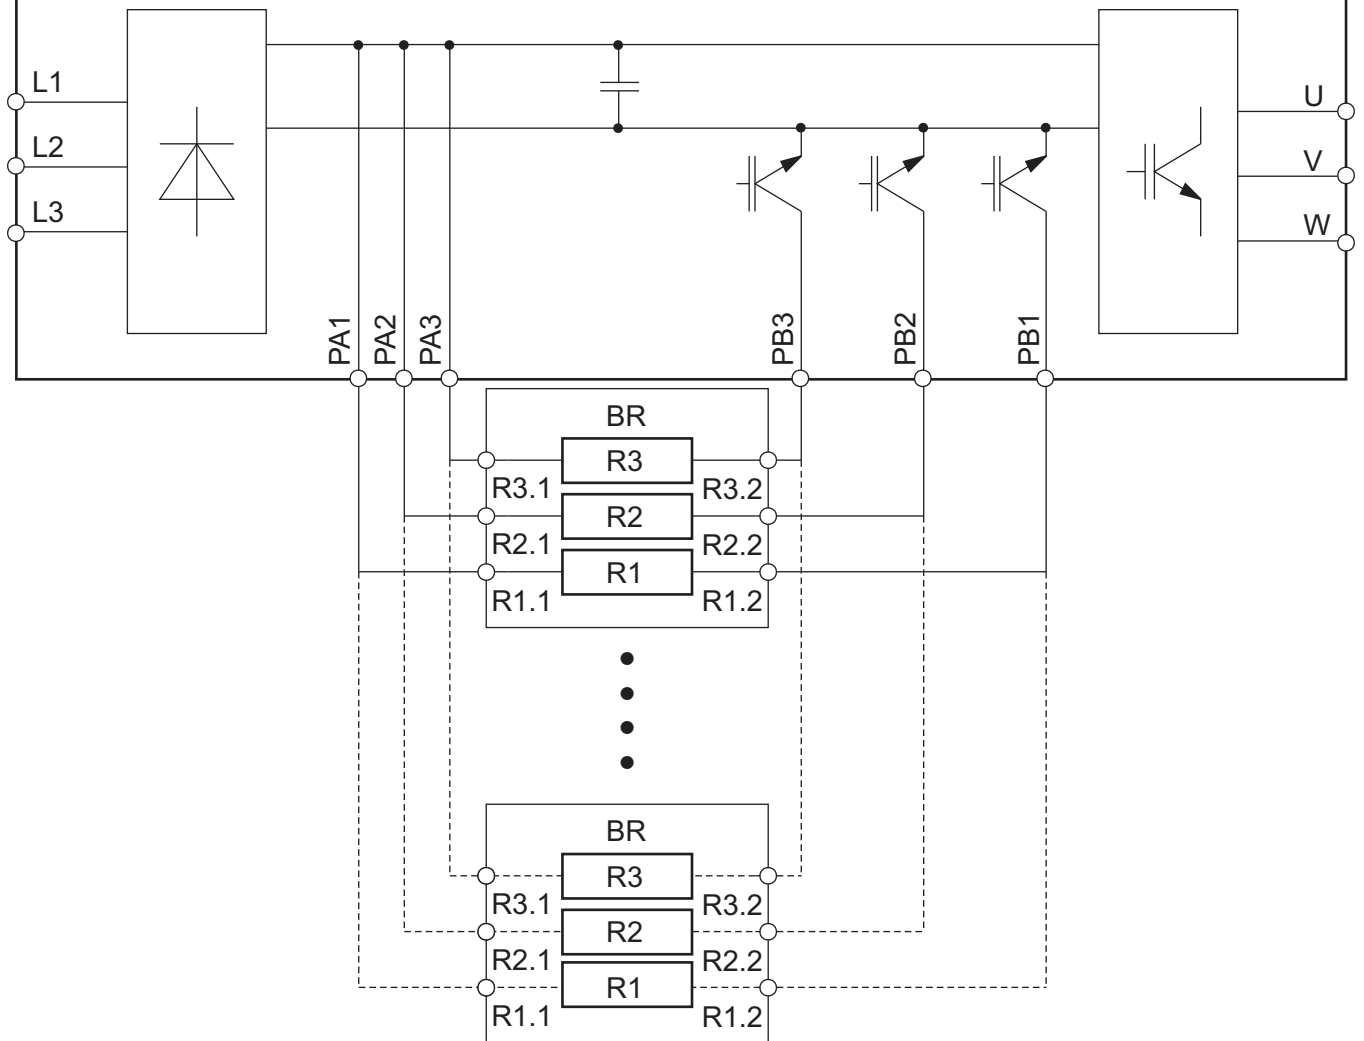 L1
U
L2
V
L3
W
PA1
PA2
PA3
PB3
PB2
PB1
BR
R3
R3.1
R3.2
R2
R2.1
R2.2
R1
R1.1
R1.2
BR
R3
R3.1
R3.2
R2
R2.1
R2.2
R1
R1.1
R1.2